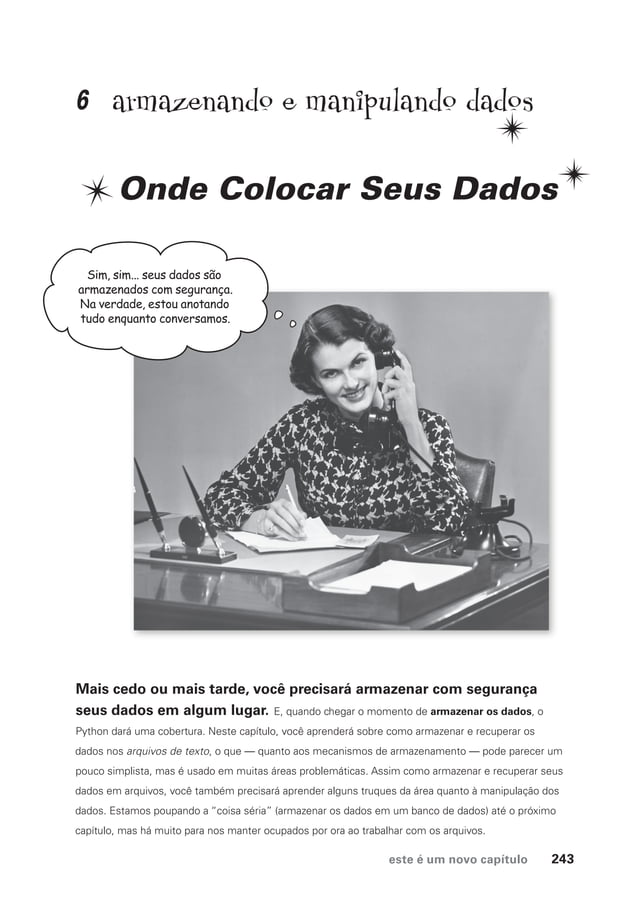 6 armazenando e manipulando dados
Onde Colocar Seus Dados
Sim, sim... seus dados são
armazenados com segurança.
Na verdade, estou anotando
tudo enquanto conversamos.
Mais cedo ou mais tarde, você precisará armazenar com segurança
seus dados em algum lugar. E, quando chegar o momento de armazenar os dados, o
Python dará uma cobertura. Neste capítulo, você aprenderá sobre como armazenar e recuperar os
dados nos arquivos de texto, o que — quanto aos mecanismos de armazenamento — pode parecer um
pouco simplista, mas é usado em muitas áreas problemáticas. Assim como armazenar e recuperar seus
dados em arquivos, você também precisará aprender alguns truques da área quanto à manipulação dos
dados. Estamos poupando a "coisa séria" (armazenar os dados em um banco de dados) até o próximo
capítulo, mas há muito para nos manter ocupados por ora ao trabalhar com os arquivos.
este é um novo capítulo 243